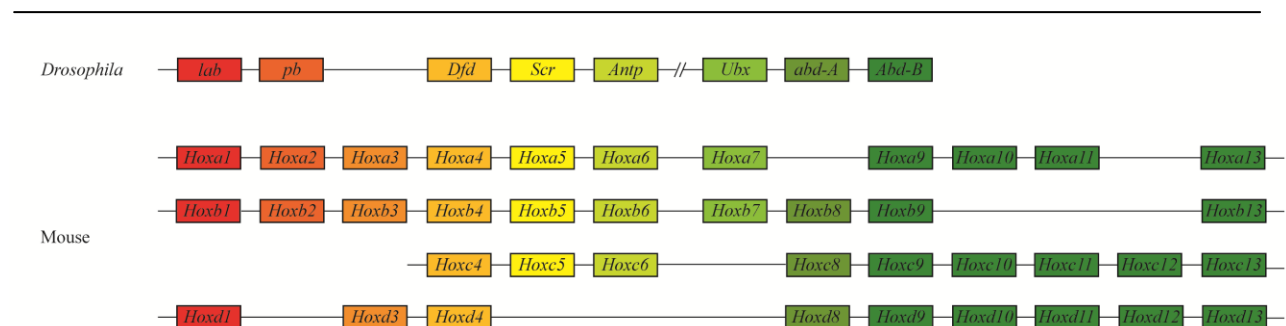 Drosophila lab pb Dfd Scr Antp // Ubx abd-A Abd-B
Hoxa1 Hoxa2 Hoxa3 Hoxa4 Hoxa5 Hoxa6 Hoxa7 Hoxa9 Hoxa10 Hoxa11 Hoxa13
Hoxb1 Hoxb2 Hoxb3 Hoxb4 Hoxb5 Hoxb6 Hoxb7 Hoxb8 Hoxb9 Hoxb13
Mouse
Hoxc4 Hoxc5 Hoxc6 Hoxc8 Hoxc9 Hoxc10 Hoxc11 Hoxc12 Hoxc13
Hoxd1 Hoxd3 Hoxd4 Hoxd8 Hoxd9 Hoxd10 Hoxd11 Hoxd12 Hoxd13